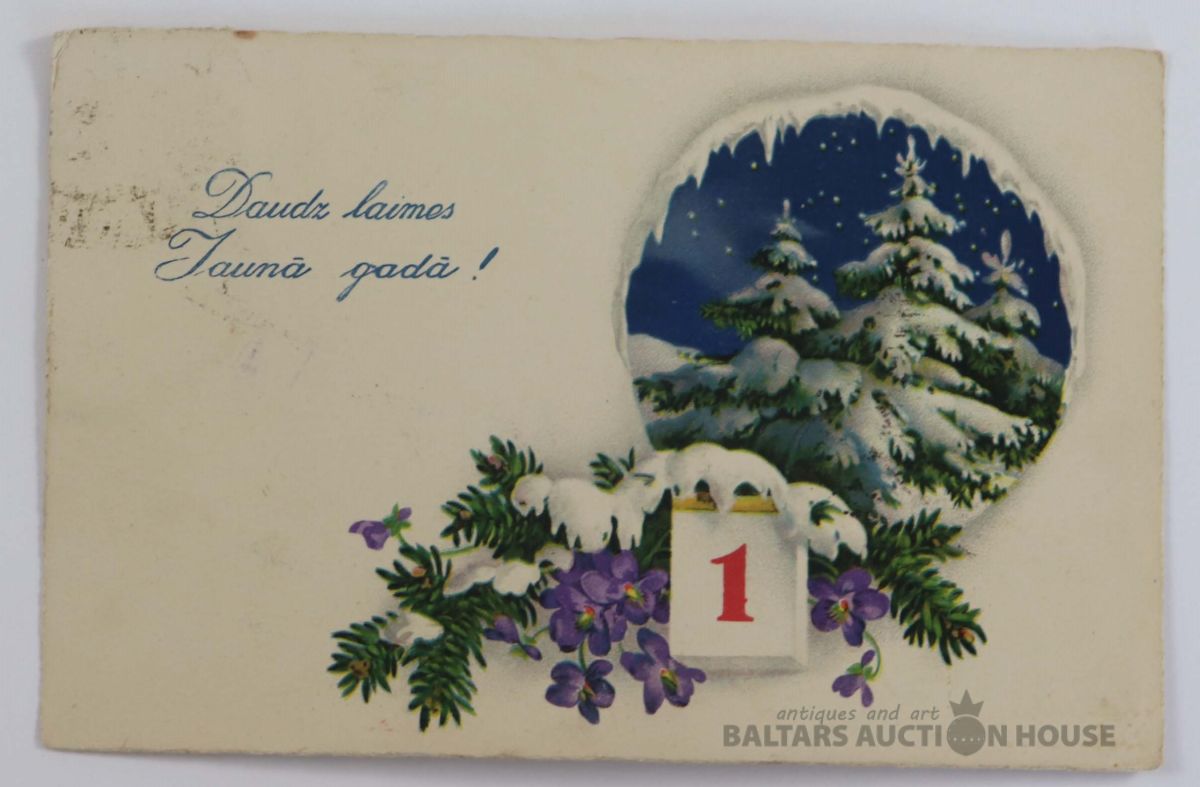 Daudz laimes
Jaunā gadā!
1
antiques and art
BALTARS AUCTION HOUSE